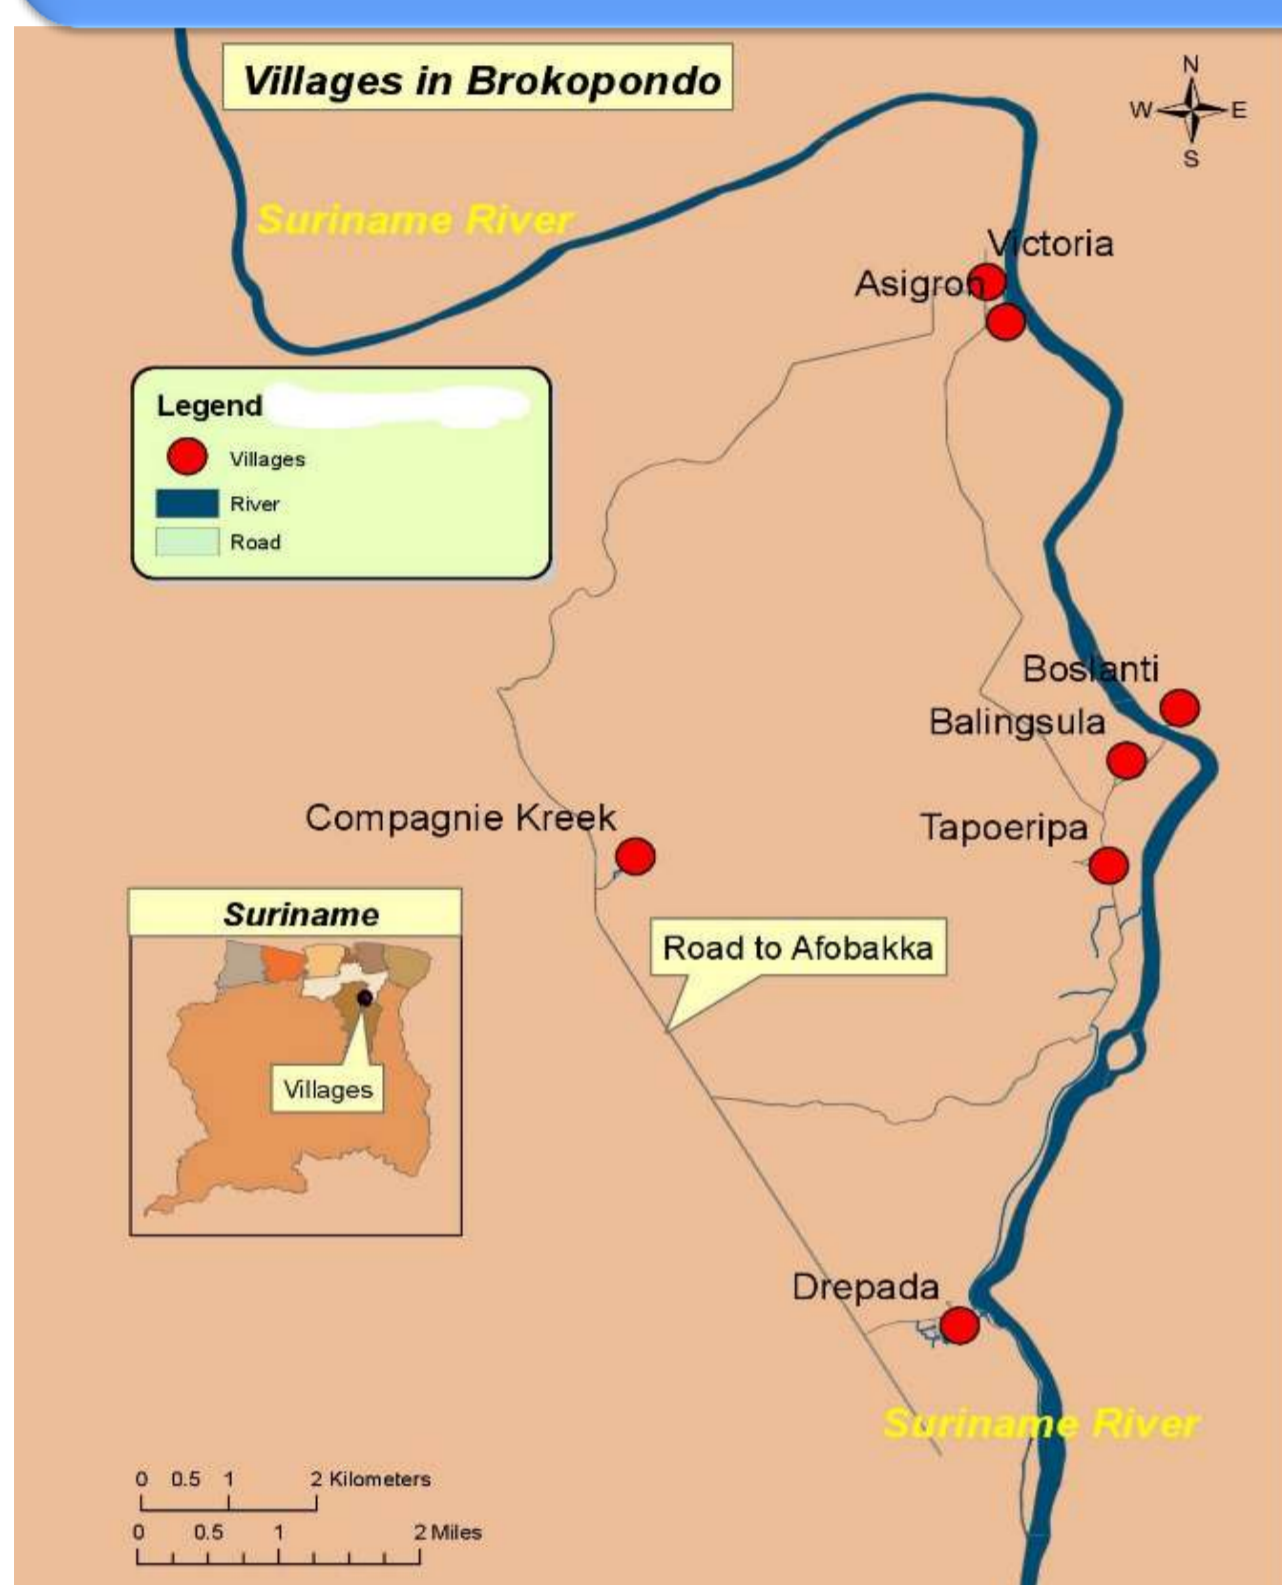 Villages in Brokopondo
N
W E
S
Suriname River
Victoria
Asigron
Legend
Villages
River
Road
Boslanti
Balingsula
Compagnie Kreek
Tapoeripa
Suriname
Road to Afobakka
Villages
Drepada
Suriname River
0 0.5 1 2 Kilometers
0 0.5 1 2 Miles